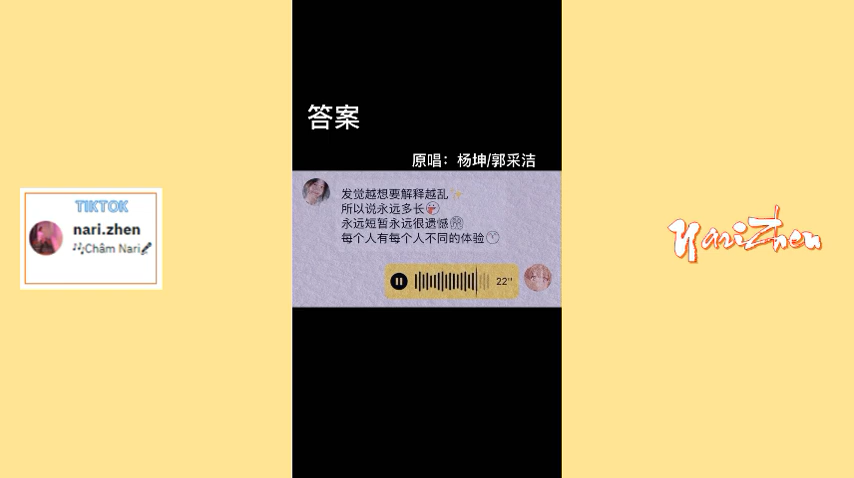 答案
原唱：杨坤/郭采洁
发觉越想要解释越乱
所以说永远多长
永远短暂永远很遗憾
每个人有每个人不同的体验
22''
TIKTOK
nari.zhen
Châm Nari
NariZhen